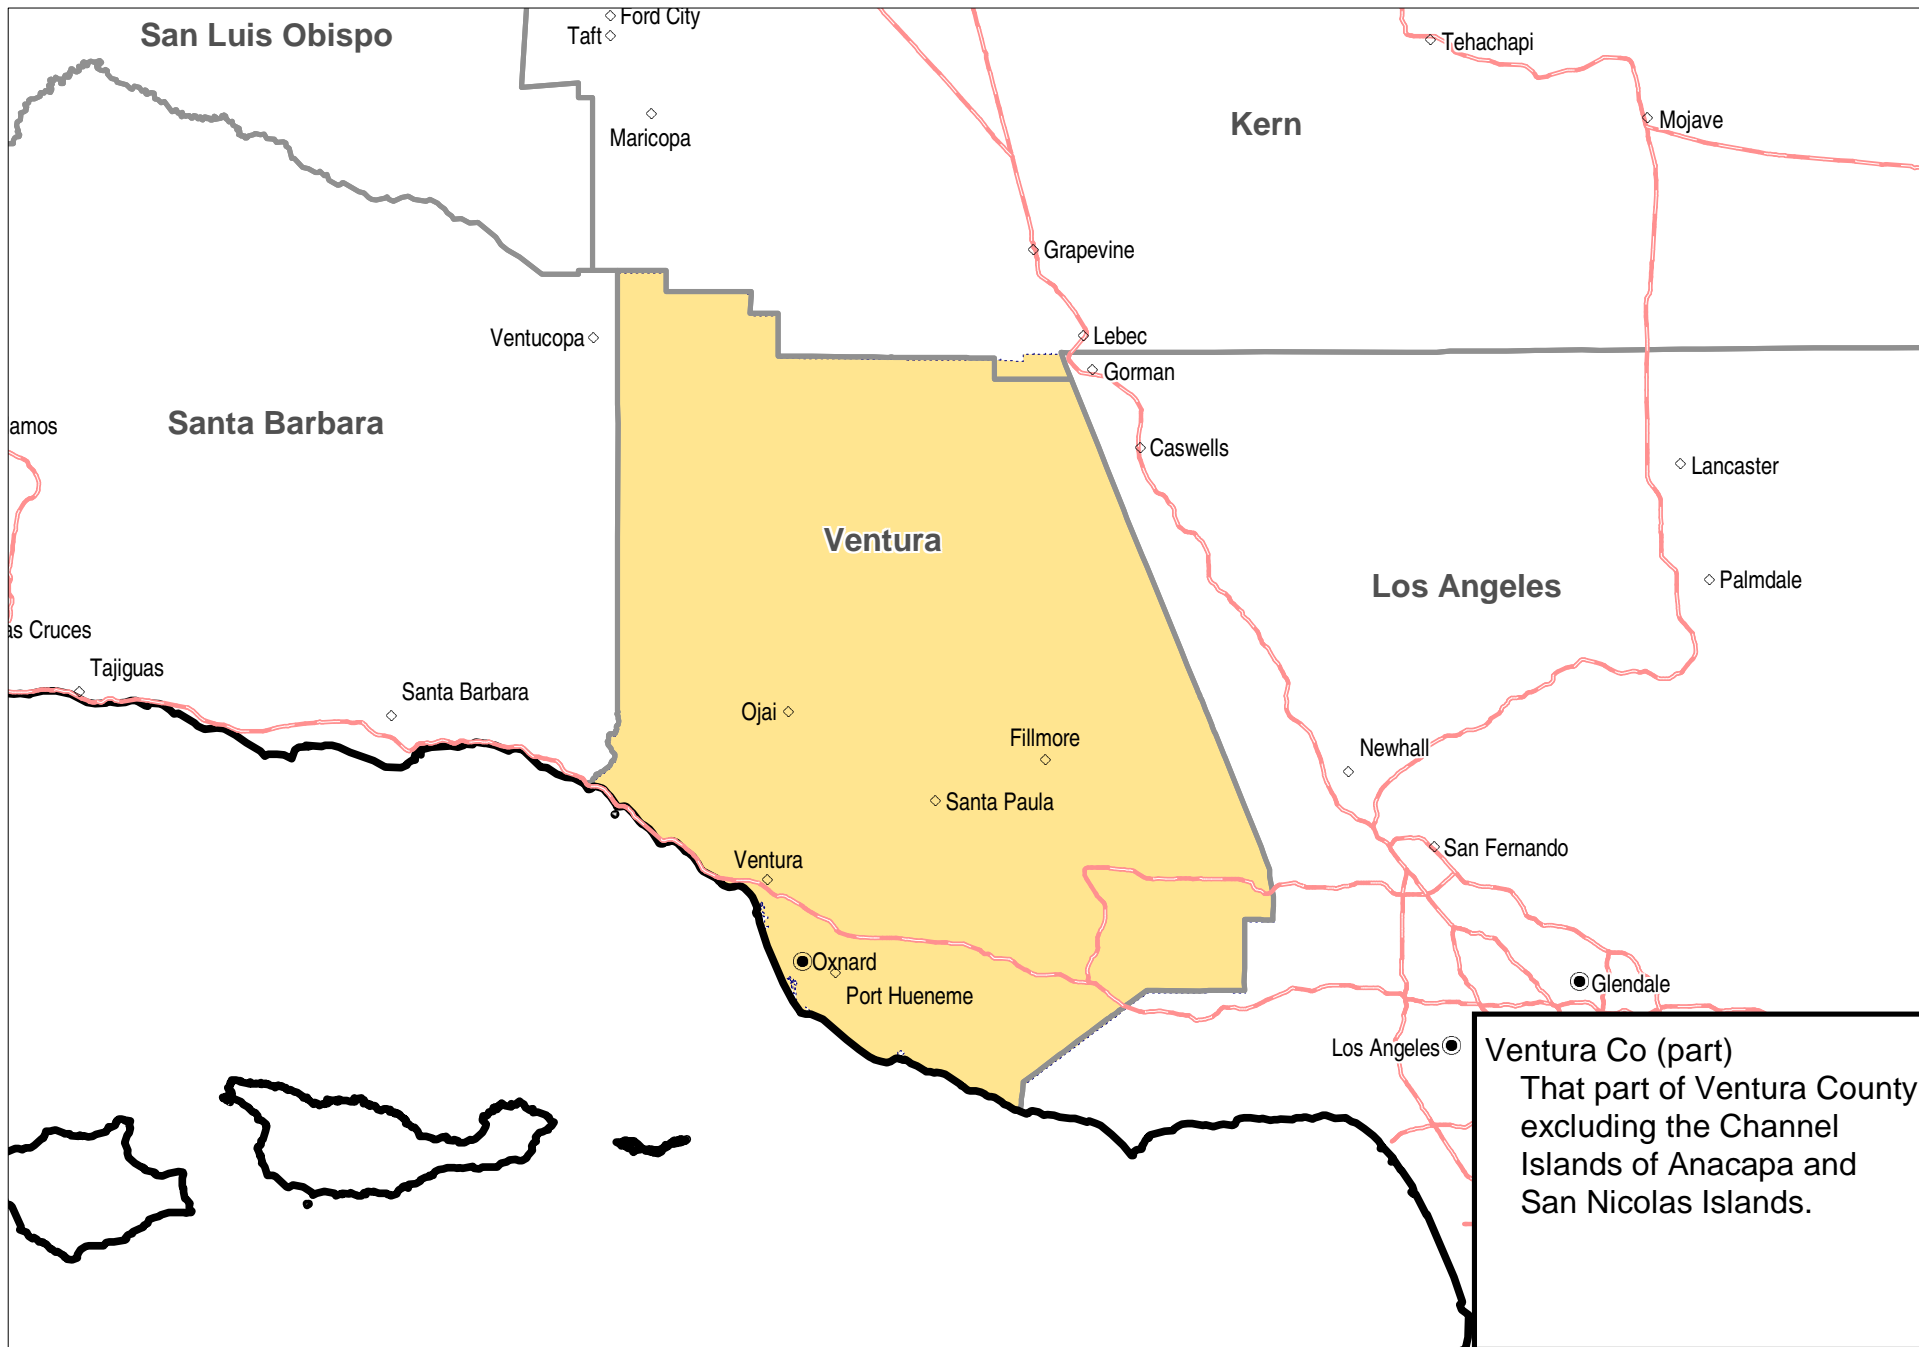 Ford City
San Luis Obispo
Taft
Tehachapi
Maricopa
Kern
Mojave
Grapevine
Ventucopa
Lebec
Gorman
Santa Barbara
amos
Caswells
Lancaster
Ventura
Los Angeles
Palmdale
as Cruces
Tajiguas
Santa Barbara
Ojai
Fillmore
Newhall
Santa Paula
San Fernando
Ventura
Oxnard
Port Hueneme
Glendale
Los Angeles
Ventura Co (part)
That part of Ventura County
excluding the Channel
Islands of Anacapa and
San Nicolas Islands.